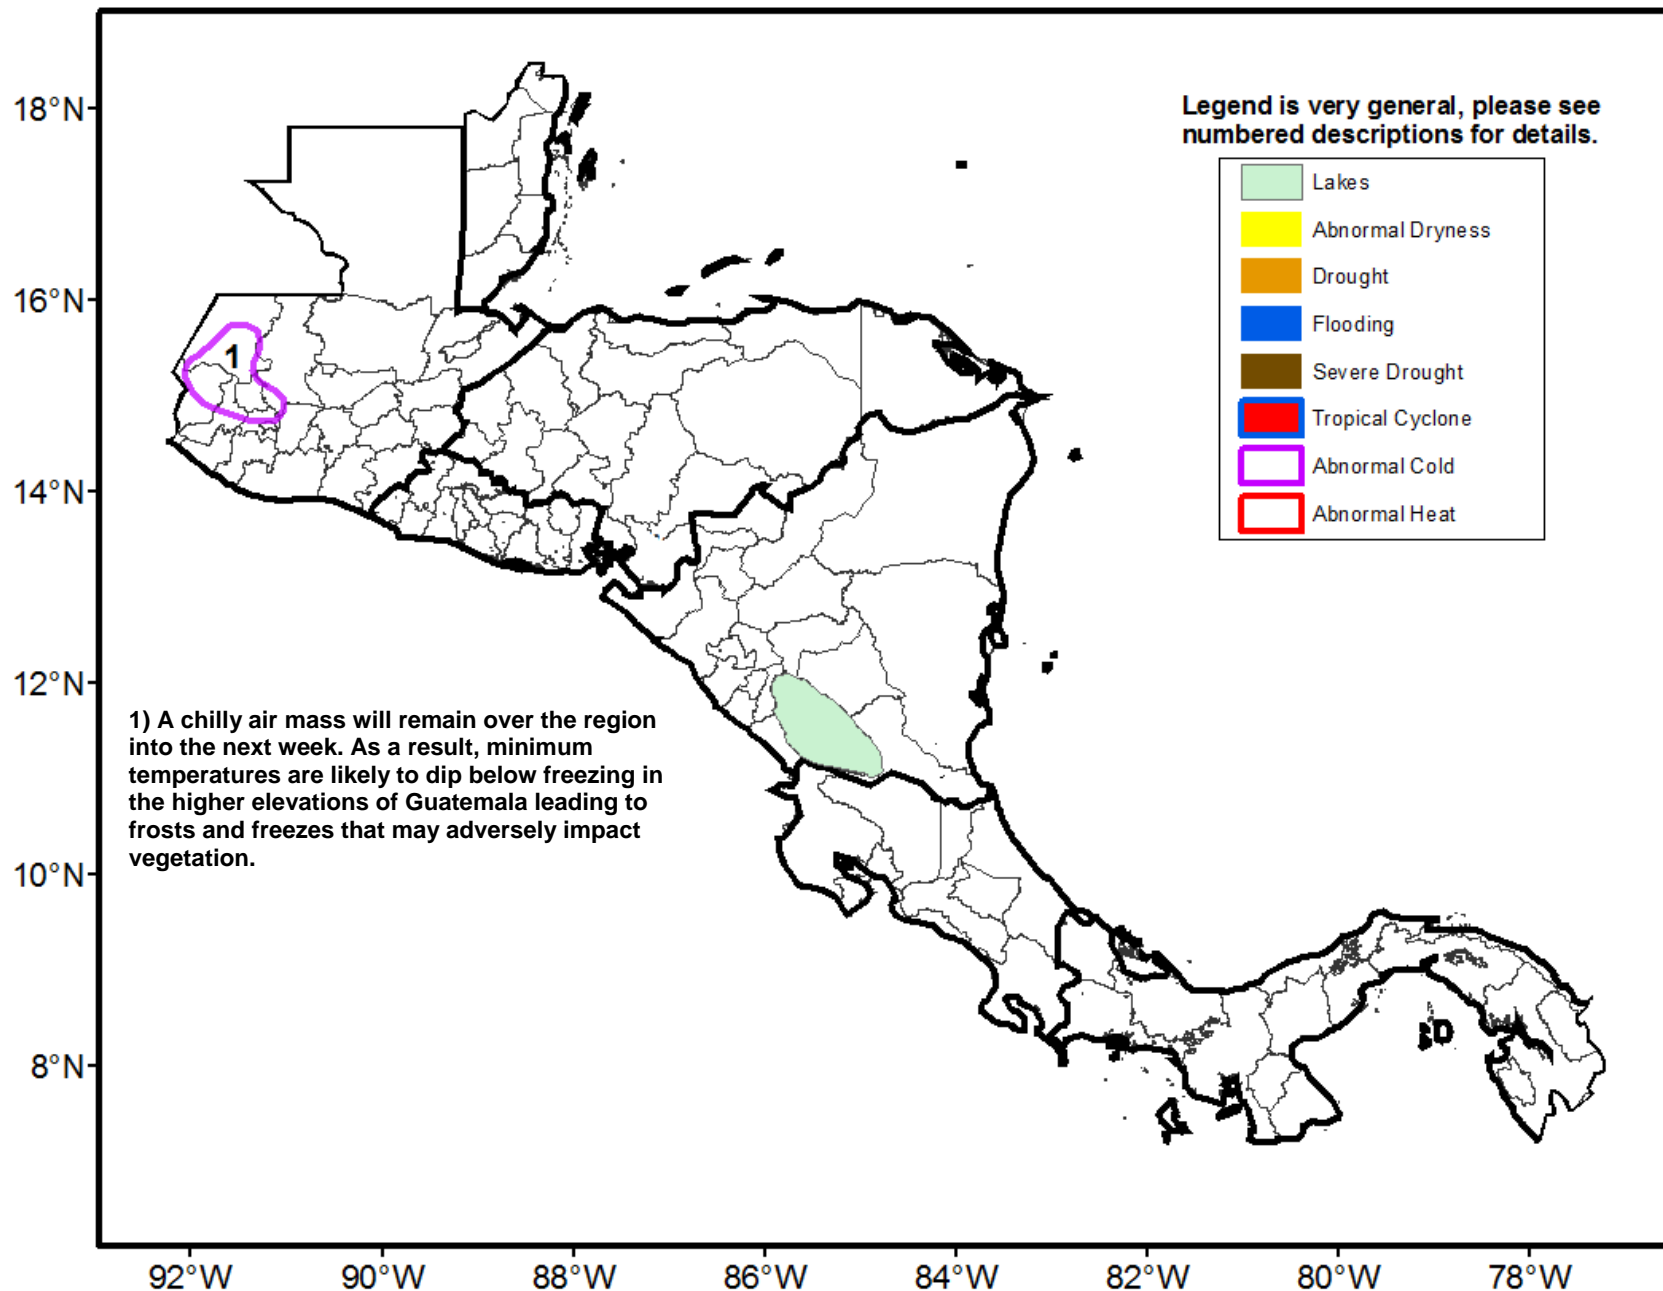 18°N
16°N
14°N
12°N
10°N
8°N
Legend is very general, please see
numbered descriptions for details.
Lakes
Abnormal Dryness
Drought
Flooding
Severe Drought
Tropical Cyclone
Abnormal Cold
Abnormal Heat
1
1) A chilly air mass will remain over the region
into the next week. As a result, minimum
temperatures are likely to dip below freezing in
the higher elevations of Guatemala leading to
frosts and freezes that may adversely impact
vegetation.
92°W
90°W
88°W
86°W
84°W
82°W
80°W
78°W